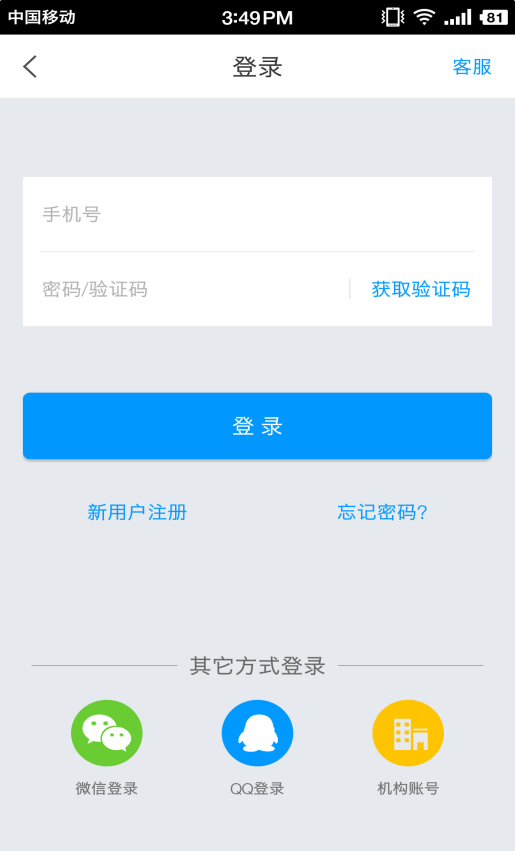 中国移动 3:49PM 81
登录 客服
手机号
密码/验证码 获取验证码
登 录
新用户注册 忘记密码?
其它方式登录
微信登录 QQ登录 机构账号